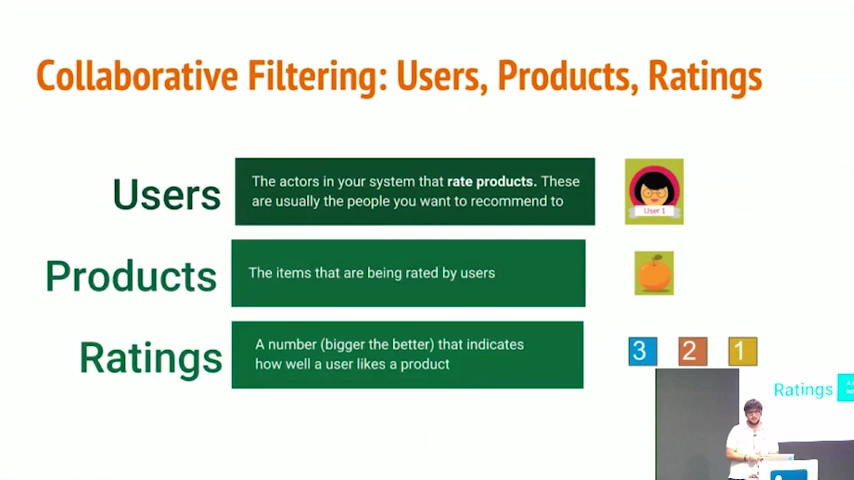 Collaborative Filtering: Users, Products, Ratings
Users
The actors in your system that rate products. These
are usually the people you want to recommend to
User 1
Products
The items that are being rated by users
Ratings
A number (bigger the better) that indicates
how well a user likes a product
3 2 1
Ratings